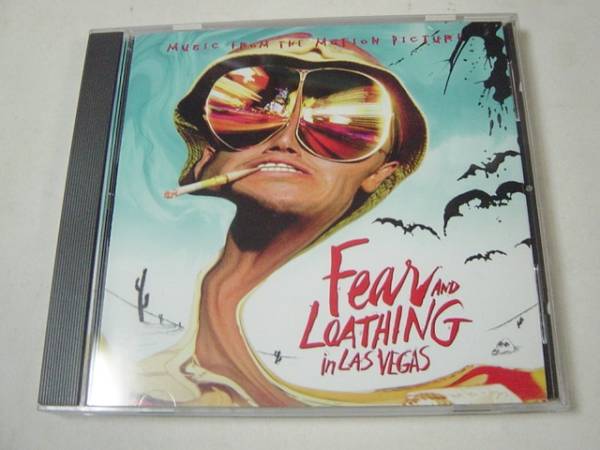 MUSIC FROM THE MOTION PICTURE
Fear AND
LOATHING
in LAS VEGAS